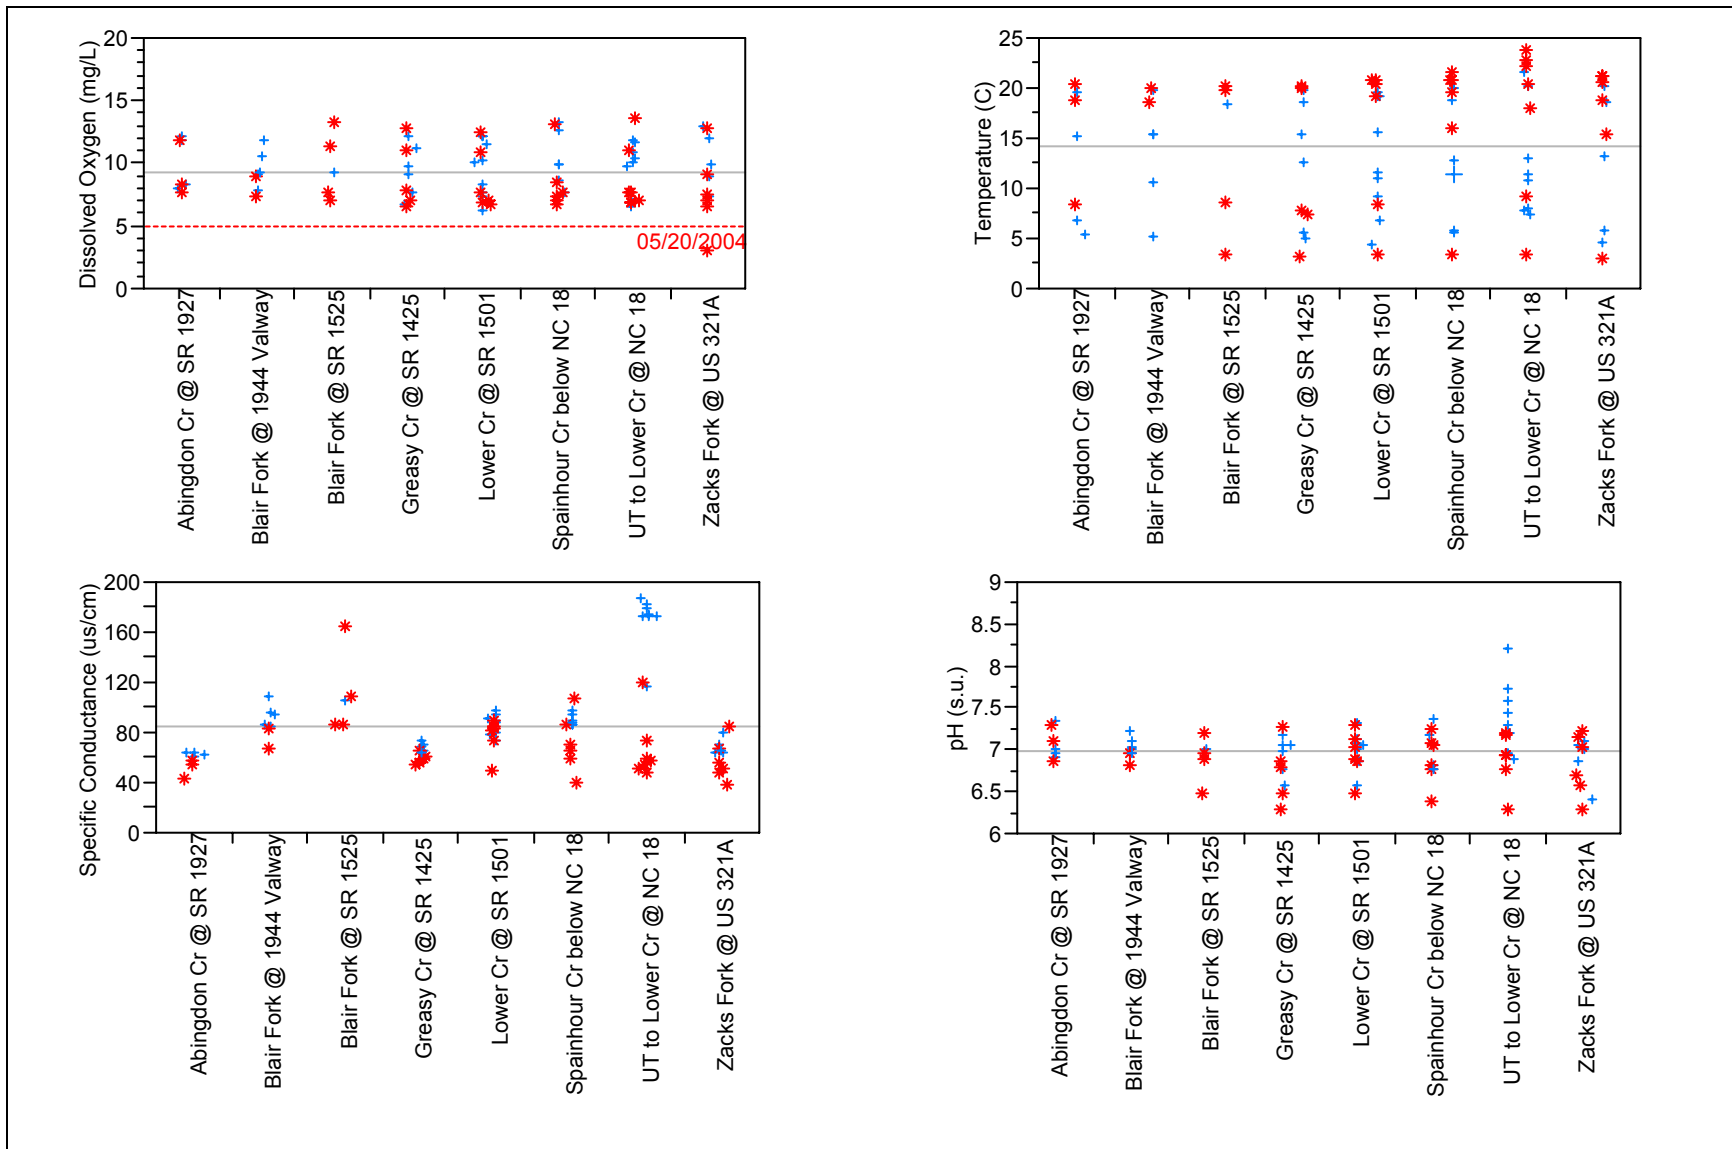 Dissolved Oxygen (mg/L)
20
15
10
5
0
05/20/2004
Abingdon Cr @ SR 1927
Blair Fork @ 1944 Valway
Blair Fork @ SR 1525
Greasy Cr @ SR 1425
Lower Cr @ SR 1501
Spainhour Cr below NC 18
UT to Lower Cr @ NC 18
Zacks Fork @ US 321A
Temperature (C)
25
20
15
10
5
0
Abingdon Cr @ SR 1927
Blair Fork @ 1944 Valway
Blair Fork @ SR 1525
Greasy Cr @ SR 1425
Lower Cr @ SR 1501
Spainhour Cr below NC 18
UT to Lower Cr @ NC 18
Zacks Fork @ US 321A
Specific Conductance (us/cm)
200
160
120
80
40
0
Abingdon Cr @ SR 1927
Blair Fork @ 1944 Valway
Blair Fork @ SR 1525
Greasy Cr @ SR 1425
Lower Cr @ SR 1501
Spainhour Cr below NC 18
UT to Lower Cr @ NC 18
Zacks Fork @ US 321A
pH (s.u.)
9
8.5
8
7.5
7
6.5
6
Abingdon Cr @ SR 1927
Blair Fork @ 1944 Valway
Blair Fork @ SR 1525
Greasy Cr @ SR 1425
Lower Cr @ SR 1501
Spainhour Cr below NC 18
UT to Lower Cr @ NC 18
Zacks Fork @ US 321A